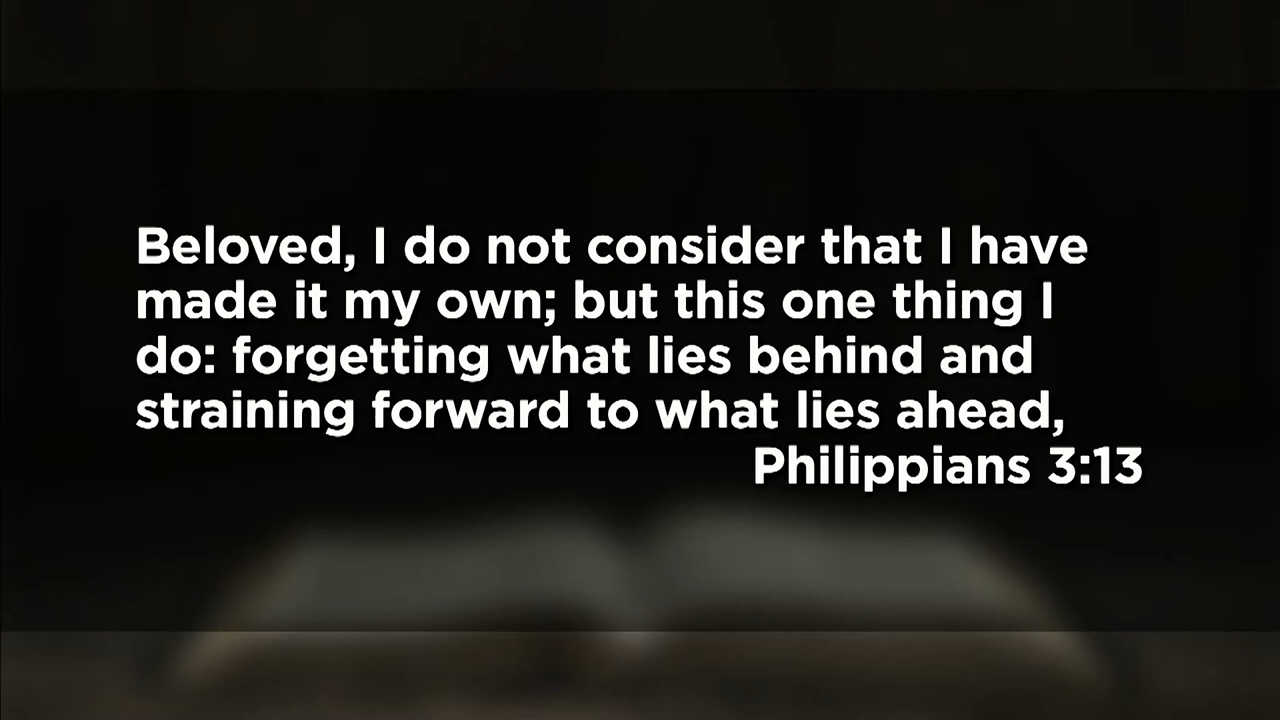 Beloved, I do not consider that I have
made it my own; but this one thing I
do: forgetting what lies behind and
straining forward to what lies ahead,
Philippians 3:13